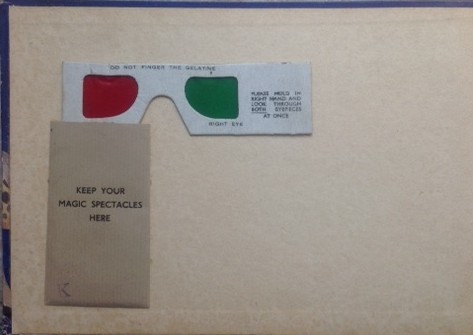 DO NOT FINGER THE GELATINE
PLEASE HOLD IN
RIGHT HAND AND
LOOK THROUGH
BOTH EYEPIECES
AT ONCE
RIGHT EYE
KEEP YOUR
MAGIC SPECTACLES
HERE